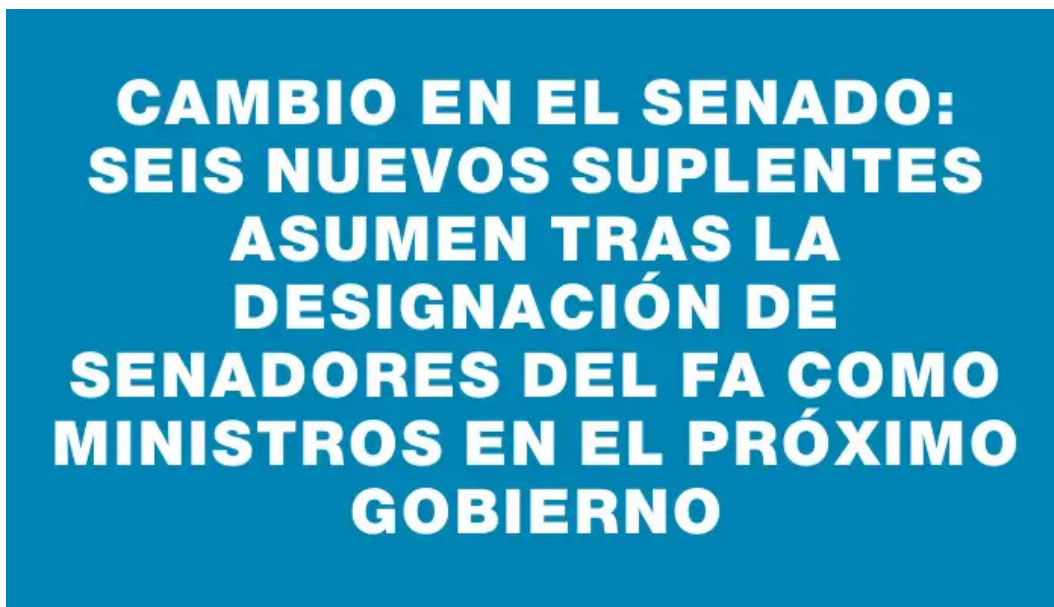 CAMBIO EN EL SENADO:
SEIS NUEVOS SUPLENTES
ASUMEN TRAS LA
DESIGNACIÓN DE
SENADORES DEL FA COMO
MINISTROS EN EL PRÓXIMO
GOBIERNO